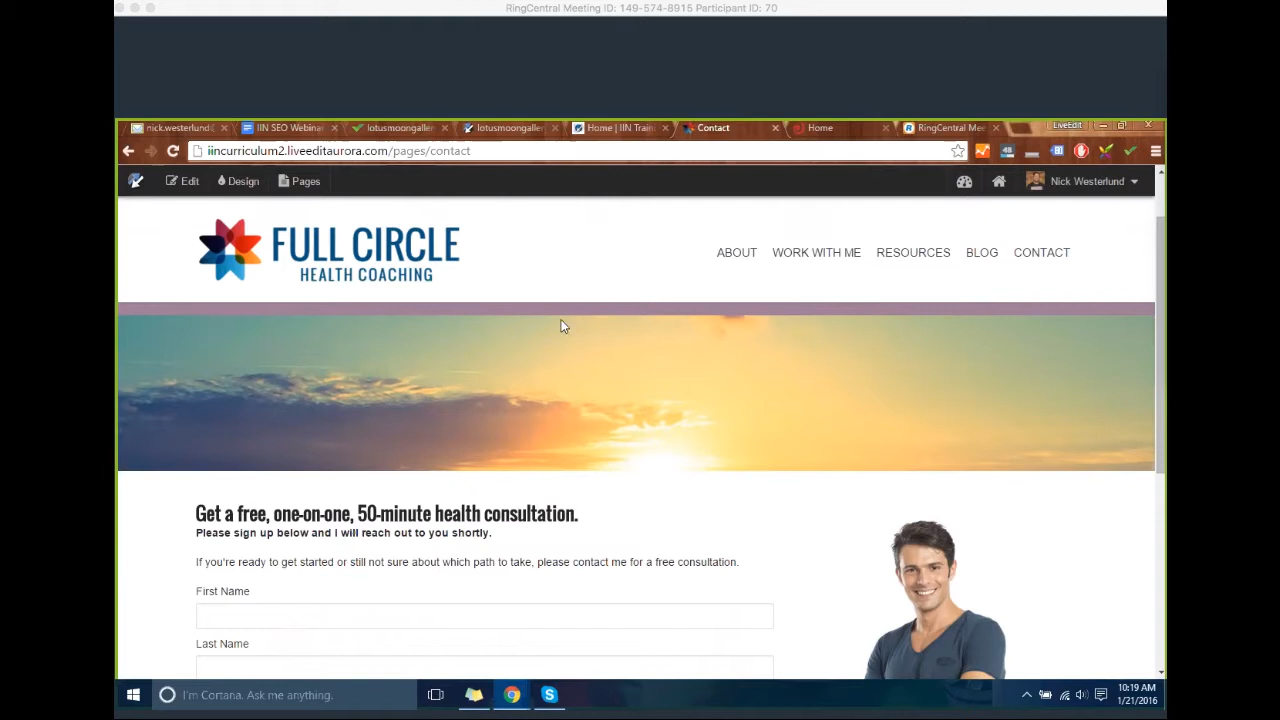 RingCentral Meeting ID: 149-574-8915 Participant ID: 70
nick.westerlund IIN SEO Webinar lotusmoongaller lotusmoongaller Home | IIN Train Contact Home RingCentral Mee LiveEdit
iincurriculum2.liveeditaurora.com/pages/contact
Edit Design Pages Nick Westerlund
FULL CIRCLE
HEALTH COACHING
ABOUT WORK WITH ME RESOURCES BLOG CONTACT
Get a free, one-on-one, 50-minute health consultation.
Please sign up below and I will reach out to you shortly.
If you're ready to get started or still not sure about which path to take, please contact me for a free consultation.
First Name
Last Name
I'm Cortana. Ask me anything.
10:19 AM
1/21/2016